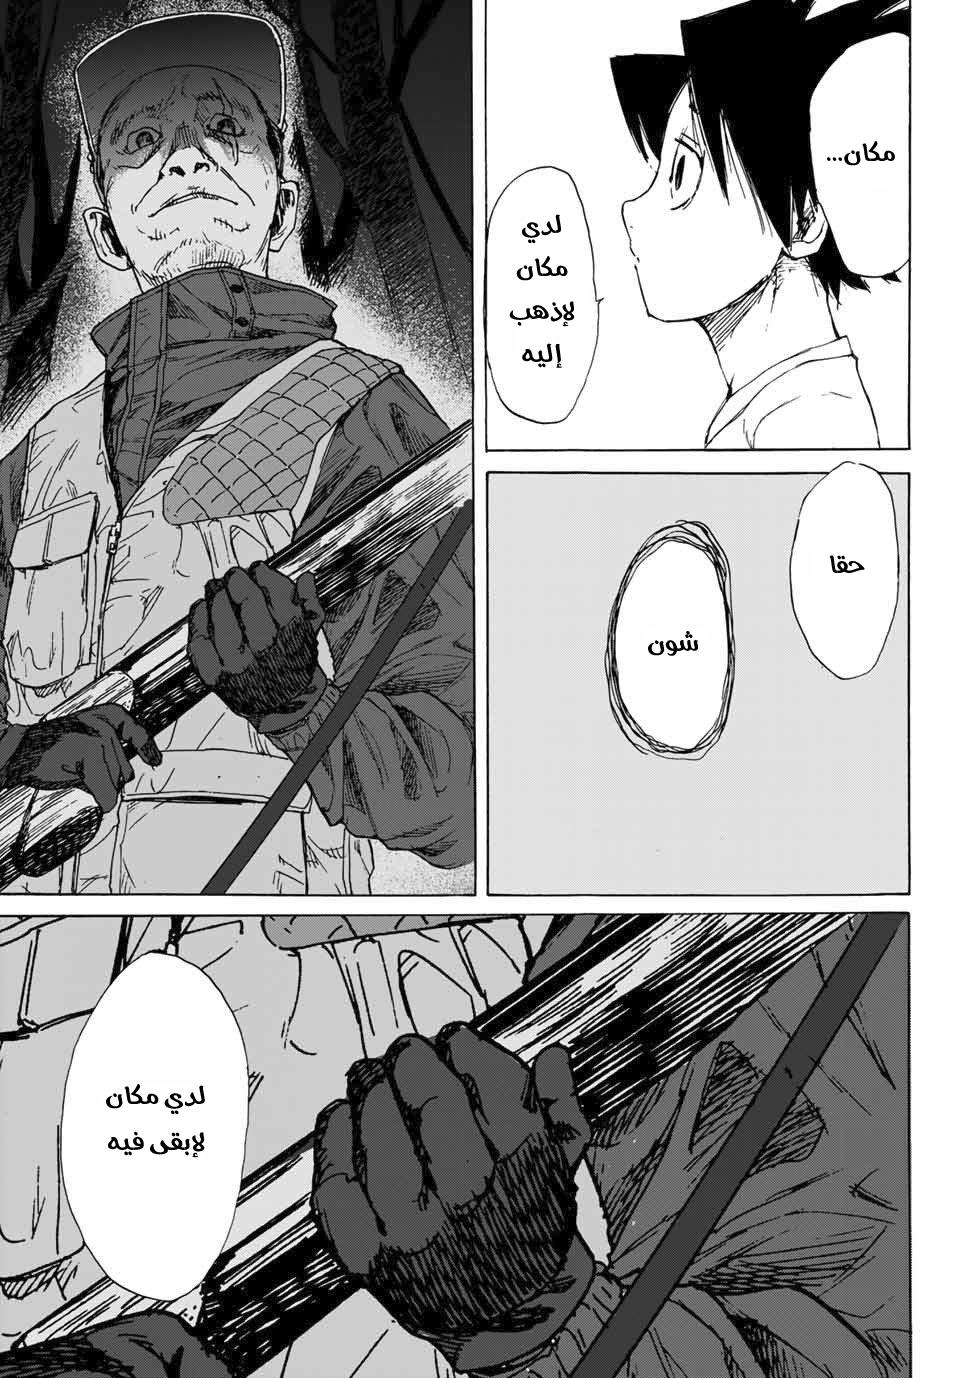 مكان...
لدي
مكان
لإذهب
إليه
حقا
شون
لدي مكان
لإبقى فيه